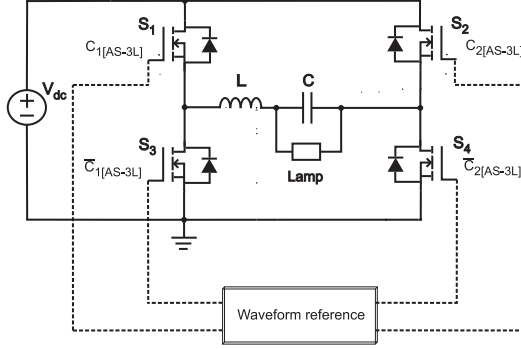 S1
S2
C1[AS-3L]
C2[AS-3L]
Vdc
L
C
S3
S4
C̅1[AS-3L]
C̅2[AS-3L]
Lamp
Waveform reference